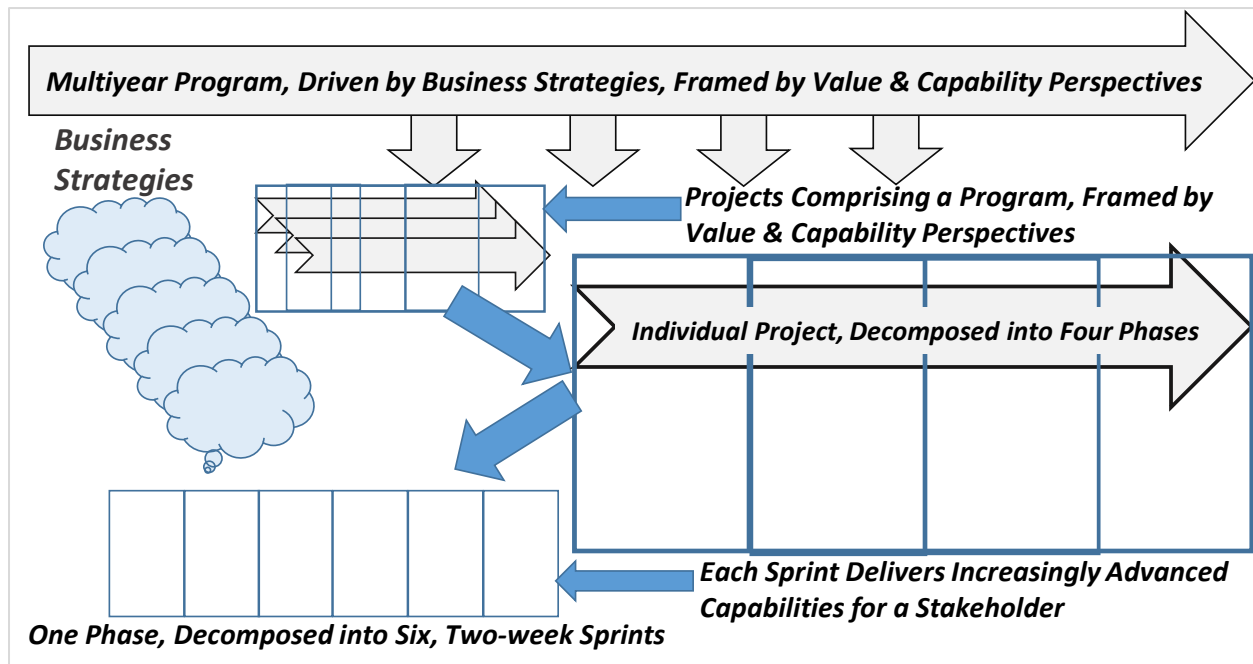 Multiyear Program, Driven by Business Strategies, Framed by Value & Capability Perspectives
Business
Strategies
Projects Comprising a Program, Framed by
Value & Capability Perspectives
Individual Project, Decomposed into Four Phases
Each Sprint Delivers Increasingly Advanced
Capabilities for a Stakeholder
One Phase, Decomposed into Six, Two-week Sprints